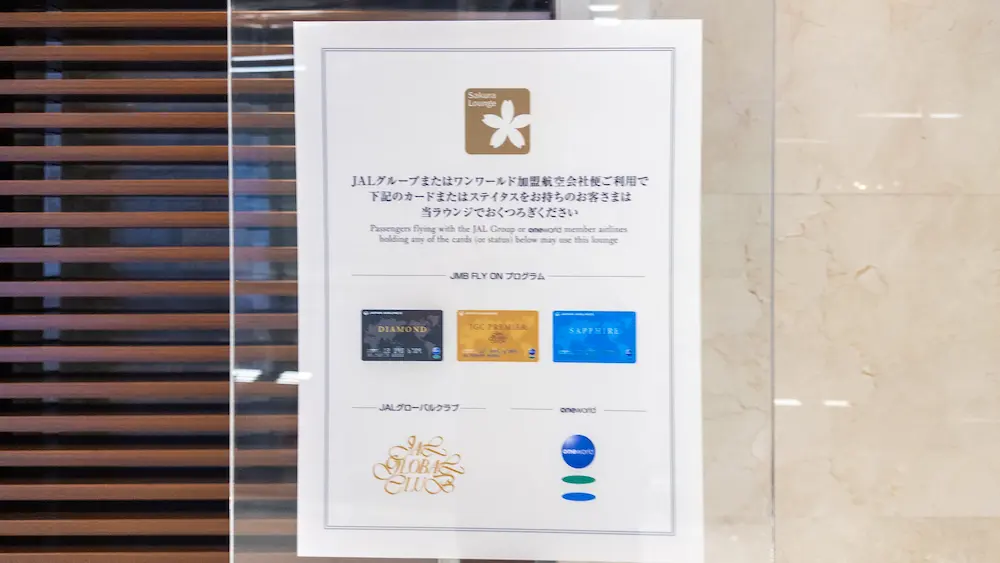 Sakura
Lounge
JALグループまたはワンワールド加盟航空会社便ご利用で
下記のカードまたはステイタスをお持ちのお客さまは
当ラウンジでおくつろぎください
Passengers flying with the JAL Group or oneworld member airlines
holding any of the cards (or status) below may use this lounge
JMB FLY ON プログラム
DIAMOND
JGC PREMIER
SAPPHIRE
JALグローバルクラブ
oneworld
JAL
GLOBAL
CLUB
oneworld